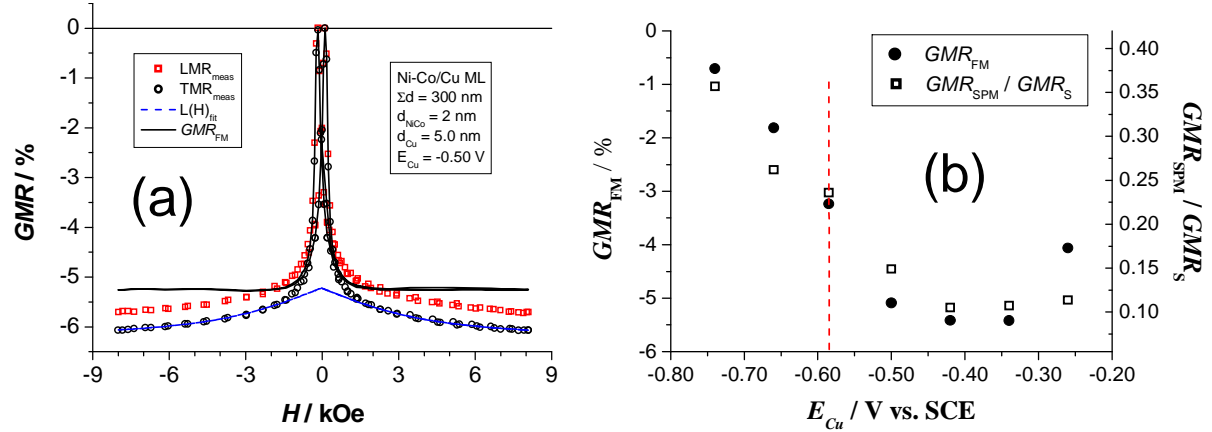 (a)
0
-1
-2
-3
-4
-5
-6
GMR / %
LMR_meas
TMR_meas
L(H)_fit
GMR_FM
Ni-Co/Cu ML
Σd = 300 nm
d_NiCo = 2 nm
d_Cu = 5.0 nm
E_Cu = -0.50 V
-9 -6 -3 0 3 6 9
H / kOe
(b)
0
-1
-2
-3
-4
-5
-6
GMR_FM / %
GMR_FM
GMR_SPM / GMR_S
0.40
0.35
0.30
0.25
0.20
0.15
0.10
GMR_SPM / GMR_S
-0.80 -0.70 -0.60 -0.50 -0.40 -0.30 -0.20
E_Cu / V vs. SCE